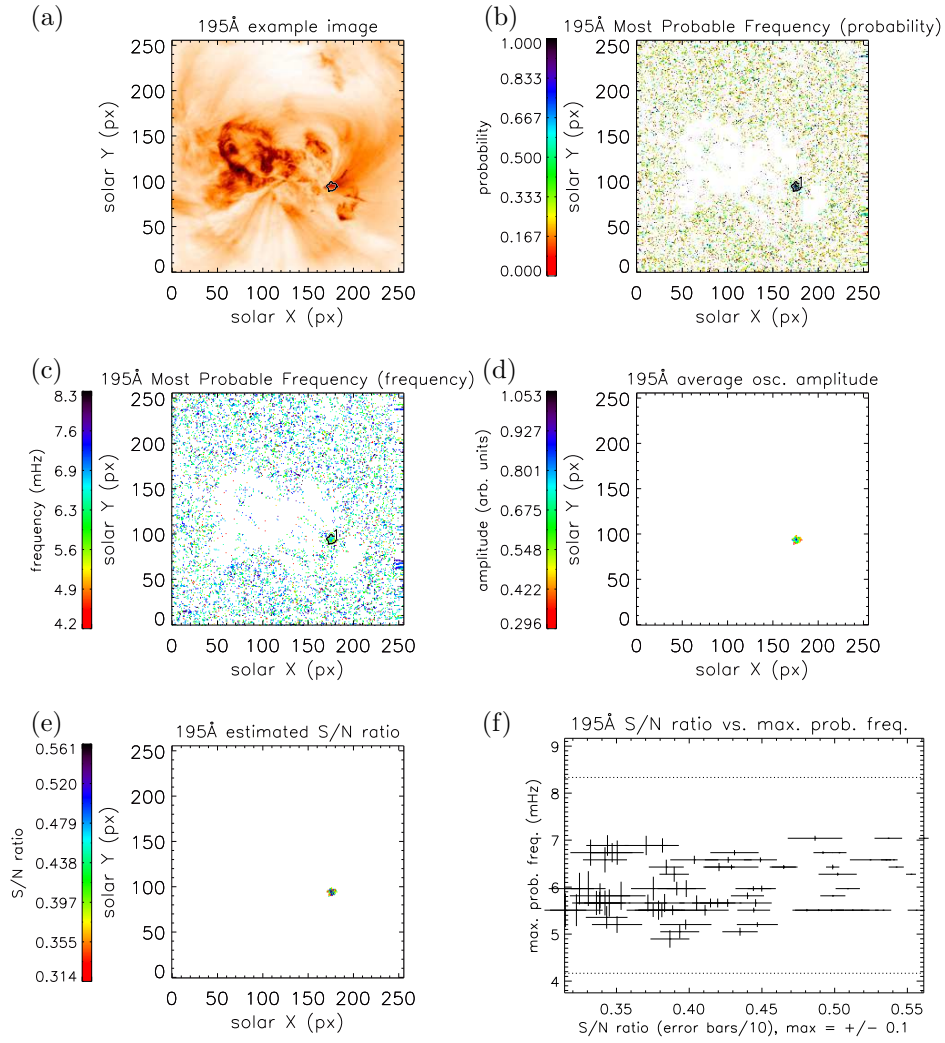 (a)
195Å example image
250
200
150
100
50
0
solar Y (px)
0 50 100 150 200 250
solar X (px)
(b)
195Å Most Probable Frequency (probability)
1.000
0.833
0.667
0.500
0.333
0.167
0.000
probability
250
200
150
100
50
0
solar Y (px)
0 50 100 150 200 250
solar X (px)
(c)
195Å Most Probable Frequency (frequency)
8.3
7.6
6.9
6.3
5.6
4.9
4.2
frequency (mHz)
250
200
150
100
50
0
solar Y (px)
0 50 100 150 200 250
solar X (px)
(d)
195Å average osc. amplitude
1.053
0.927
0.801
0.675
0.548
0.422
0.296
amplitude (arb. units)
250
200
150
100
50
0
solar Y (px)
0 50 100 150 200 250
solar X (px)
(e)
195Å estimated S/N ratio
0.561
0.520
0.479
0.438
0.397
0.355
0.314
S/N ratio
250
200
150
100
50
0
solar Y (px)
0 50 100 150 200 250
solar X (px)
(f)
195Å S/N ratio vs. max. prob. freq.
9
8
7
6
5
4
max. prob. freq. (mHz)
0.35 0.40 0.45 0.50 0.55
S/N ratio (error bars/10), max = +/- 0.1